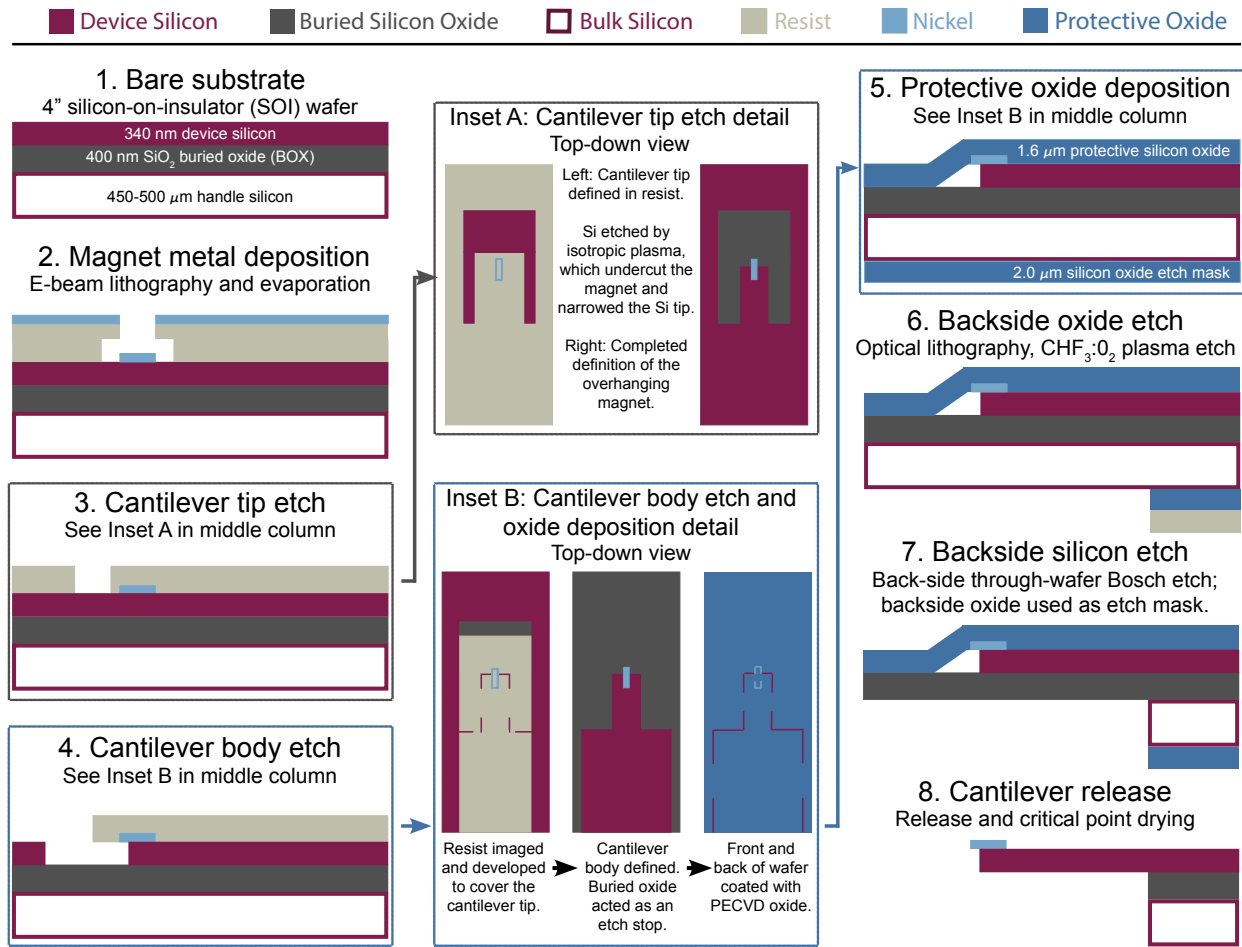 Device Silicon
Buried Silicon Oxide
Bulk Silicon
Resist
Nickel
Protective Oxide
1. Bare substrate
4” silicon-on-insulator (SOI) wafer
340 nm device silicon
400 nm SiO₂ buried oxide (BOX)
450-500 μm handle silicon
2. Magnet metal deposition
E-beam lithography and evaporation
3. Cantilever tip etch
See Inset A in middle column
4. Cantilever body etch
See Inset B in middle column
Inset A: Cantilever tip etch detail
Top-down view
Left: Cantilever tip
defined in resist.
Si etched by
isotropic plasma,
which undercut the
magnet and
narrowed the Si tip.
Right: Completed
definition of the
overhanging
magnet.
Inset B: Cantilever body etch and
oxide deposition detail
Top-down view
Resist imaged
and developed
to cover the
cantilever tip.
Cantilever
body defined.
Buried oxide
acted as an
etch stop.
Front and
back of wafer
coated with
PECVD oxide.
5. Protective oxide deposition
See Inset B in middle column
1.6 μm protective silicon oxide
2.0 μm silicon oxide etch mask
6. Backside oxide etch
Optical lithography, CHF₃:0₂ plasma etch
7. Backside silicon etch
Back-side through-wafer Bosch etch;
backside oxide used as etch mask.
8. Cantilever release
Release and critical point drying